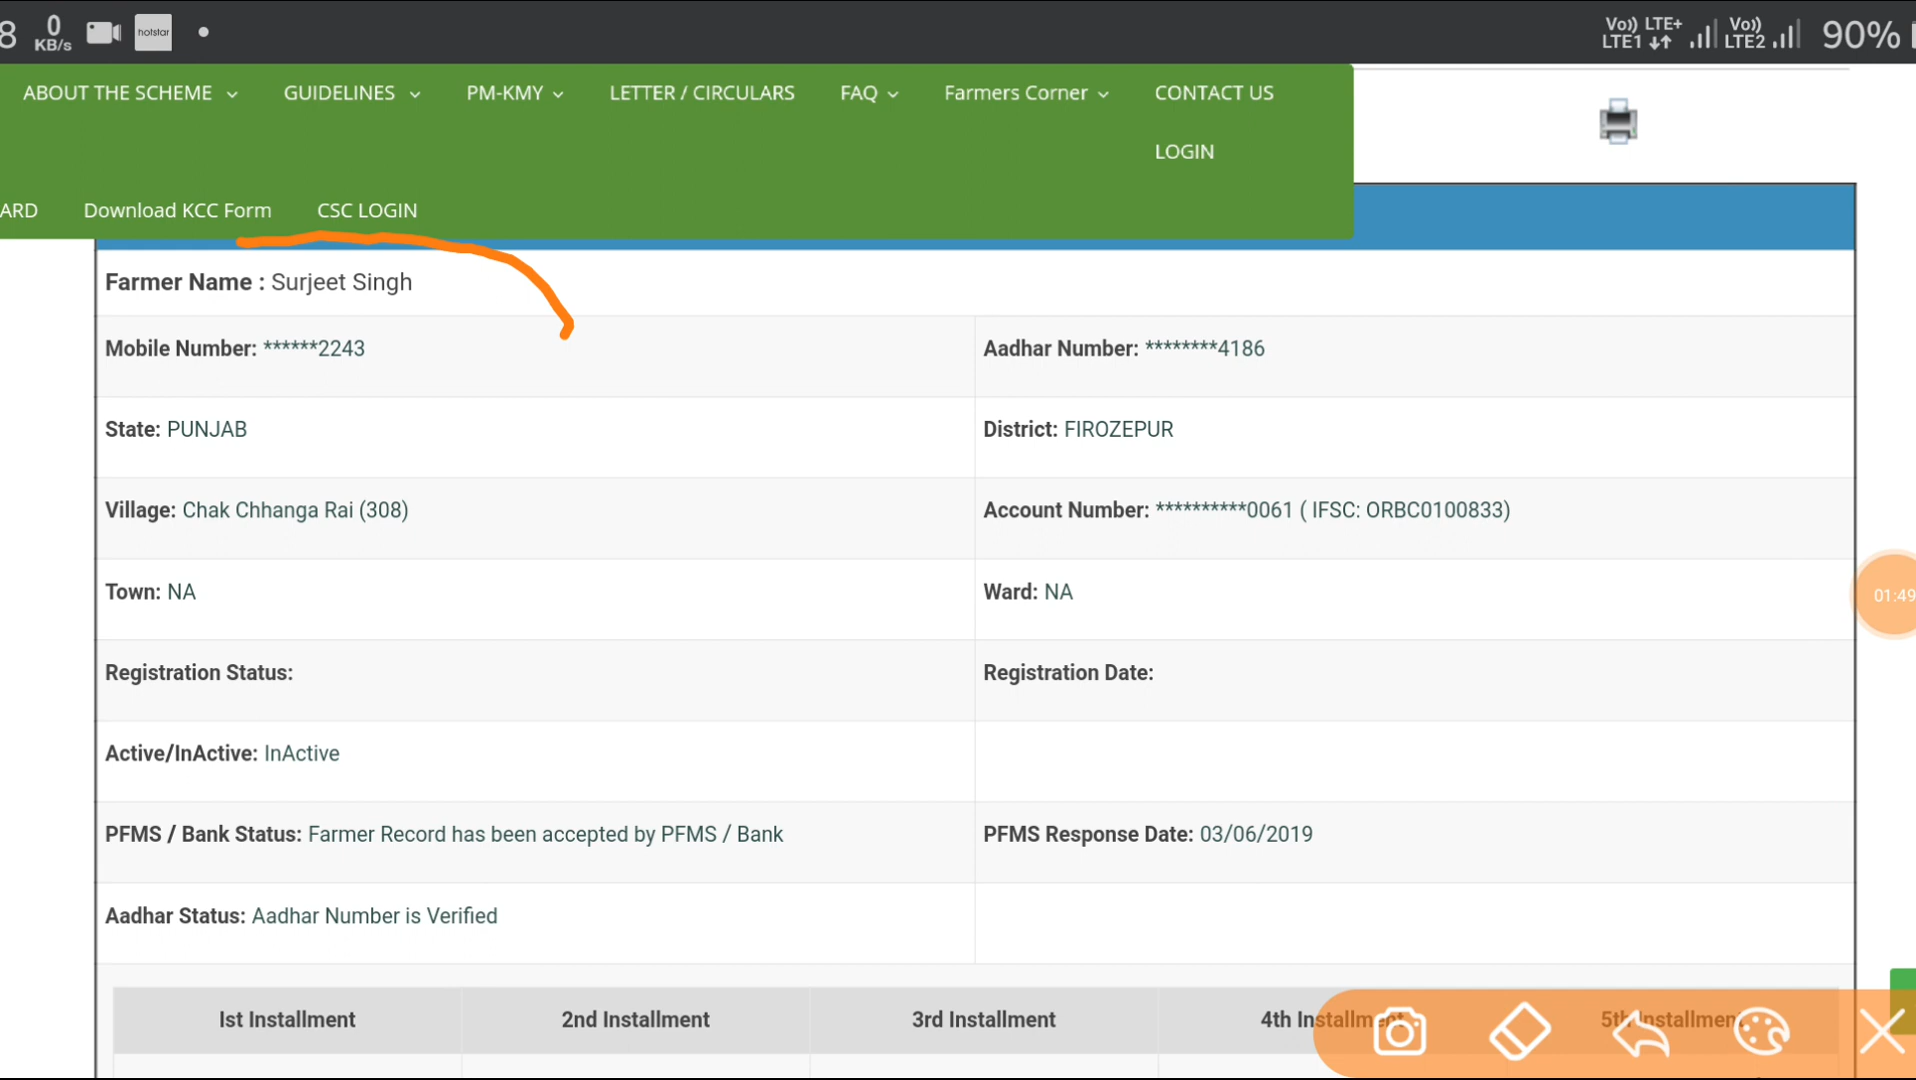 8 0 KB/s hotstar Vo)) LTE+ LTE1 Vo)) LTE2 90%
ABOUT THE SCHEME GUIDELINES PM-KMY LETTER / CIRCULARS FAQ Farmers Corner CONTACT US
LOGIN
ARD Download KCC Form CSC LOGIN
Farmer Name : Surjeet Singh
Mobile Number: ******2243 Aadhar Number: ********4186
State: PUNJAB District: FIROZEPUR
Village: Chak Chhanga Rai (308) Account Number: **********0061 ( IFSC: ORBC0100833)
Town: NA Ward: NA
01:49
Registration Status: Registration Date:
Active/InActive: InActive
PFMS / Bank Status: Farmer Record has been accepted by PFMS / Bank PFMS Response Date: 03/06/2019
Aadhar Status: Aadhar Number is Verified
Ist Installment 2nd Installment 3rd Installment 4th Installment 5th Installment